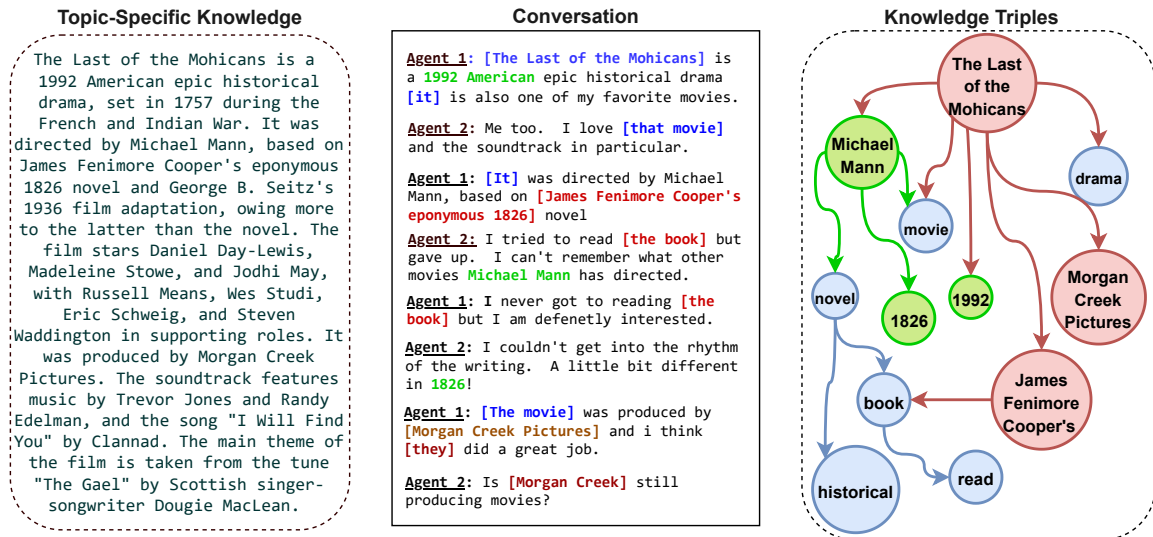 Topic-Specific Knowledge
The Last of the Mohicans is a
1992 American epic historical
drama, set in 1757 during the
French and Indian War. It was
directed by Michael Mann, based on
James Fenimore Cooper's eponymous
1826 novel and George B. Seitz's
1936 film adaptation, owing more
to the latter than the novel. The
film stars Daniel Day-Lewis,
Madeleine Stowe, and Jodhi May,
with Russell Means, Wes Studi,
Eric Schweig, and Steven
Waddington in supporting roles. It
was produced by Morgan Creek
Pictures. The soundtrack features
music by Trevor Jones and Randy
Edelman, and the song "I Will Find
You" by Clannad. The main theme of
the film is taken from the tune
"The Gael" by Scottish singer-
songwriter Dougie MacLean.
Conversation
Agent 1: [The Last of the Mohicans] is
a 1992 American epic historical drama
[it] is also one of my favorite movies.
Agent 2: Me too. I love [that movie]
and the soundtrack in particular.
Agent 1: [It] was directed by Michael
Mann, based on [James Fenimore Cooper's
eponymous 1826] novel
Agent 2: I tried to read [the book] but
gave up. I can't remember what other
movies Michael Mann has directed.
Agent 1: I never got to reading [the
book] but I am defenetly interested.
Agent 2: I couldn't get into the rhythm
of the writing. A little bit different
in 1826!
Agent 1: [The movie] was produced by
[Morgan Creek Pictures] and i think
[they] did a great job.
Agent 2: Is [Morgan Creek] still
producing movies?
Knowledge Triples
The Last
of the
Mohicans
Michael
Mann
drama
movie
novel
1826
1992
Morgan
Creek
Pictures
book
James
Fenimore
Cooper's
historical
read